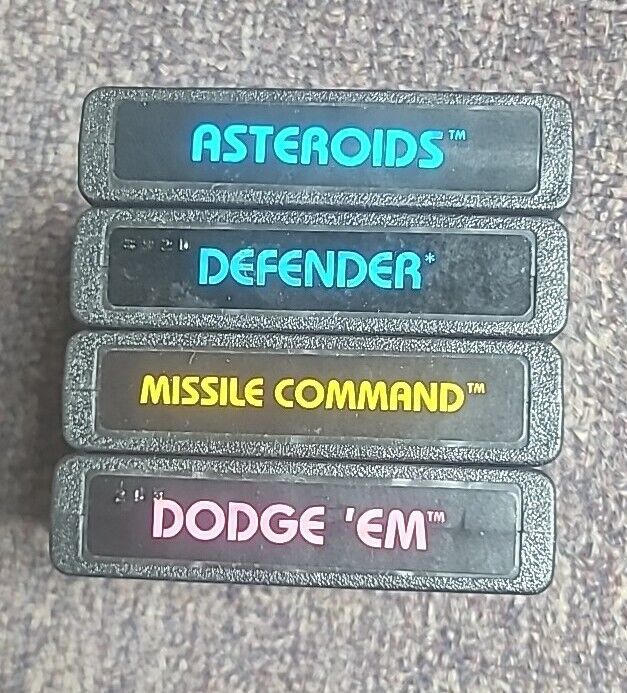 ASTEROIDS™
DEFENDER*
MISSILE COMMAND™
DODGE 'EM™